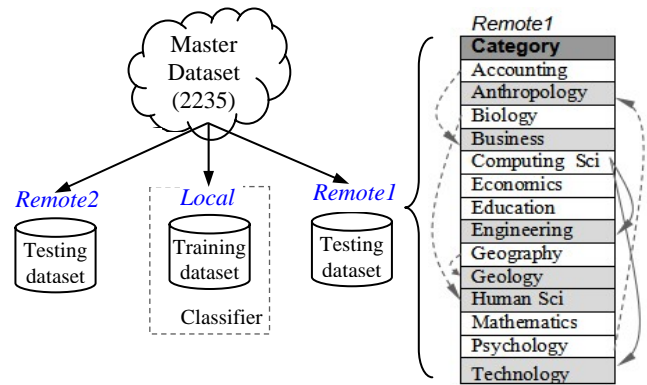 Master
Dataset
(2235)
Remote2
Local
Remote1
Testing
dataset
Training
dataset
Testing
dataset
Classifier
Remote1
Category
Accounting
Anthropology
Biology
Business
Computing Sci
Economics
Education
Engineering
Geography
Geology
Human Sci
Mathematics
Psychology
Technology